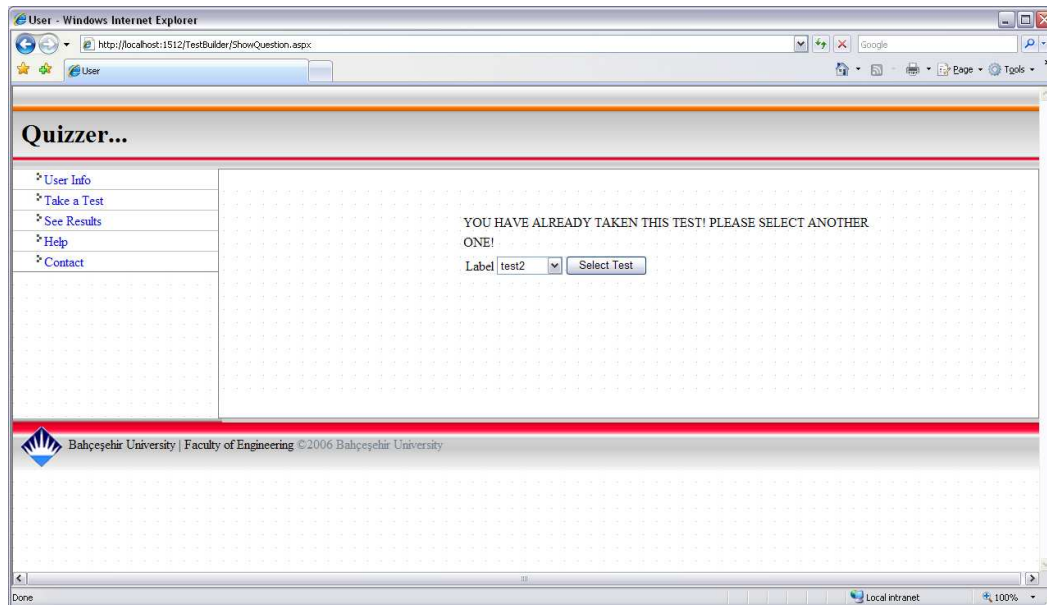 User - Windows Internet Explorer
http://localhost:1512/TestBuilder/ShowQuestion.aspx
Google
User
Page
Tools
Quizzer...
User Info
Take a Test
See Results
Help
Contact
YOU HAVE ALREADY TAKEN THIS TEST! PLEASE SELECT ANOTHER
ONE!
Label test2 Select Test
Bahçeşehir University | Faculty of Engineering ©2006 Bahçeşehir University
Done
Local intranet
100%